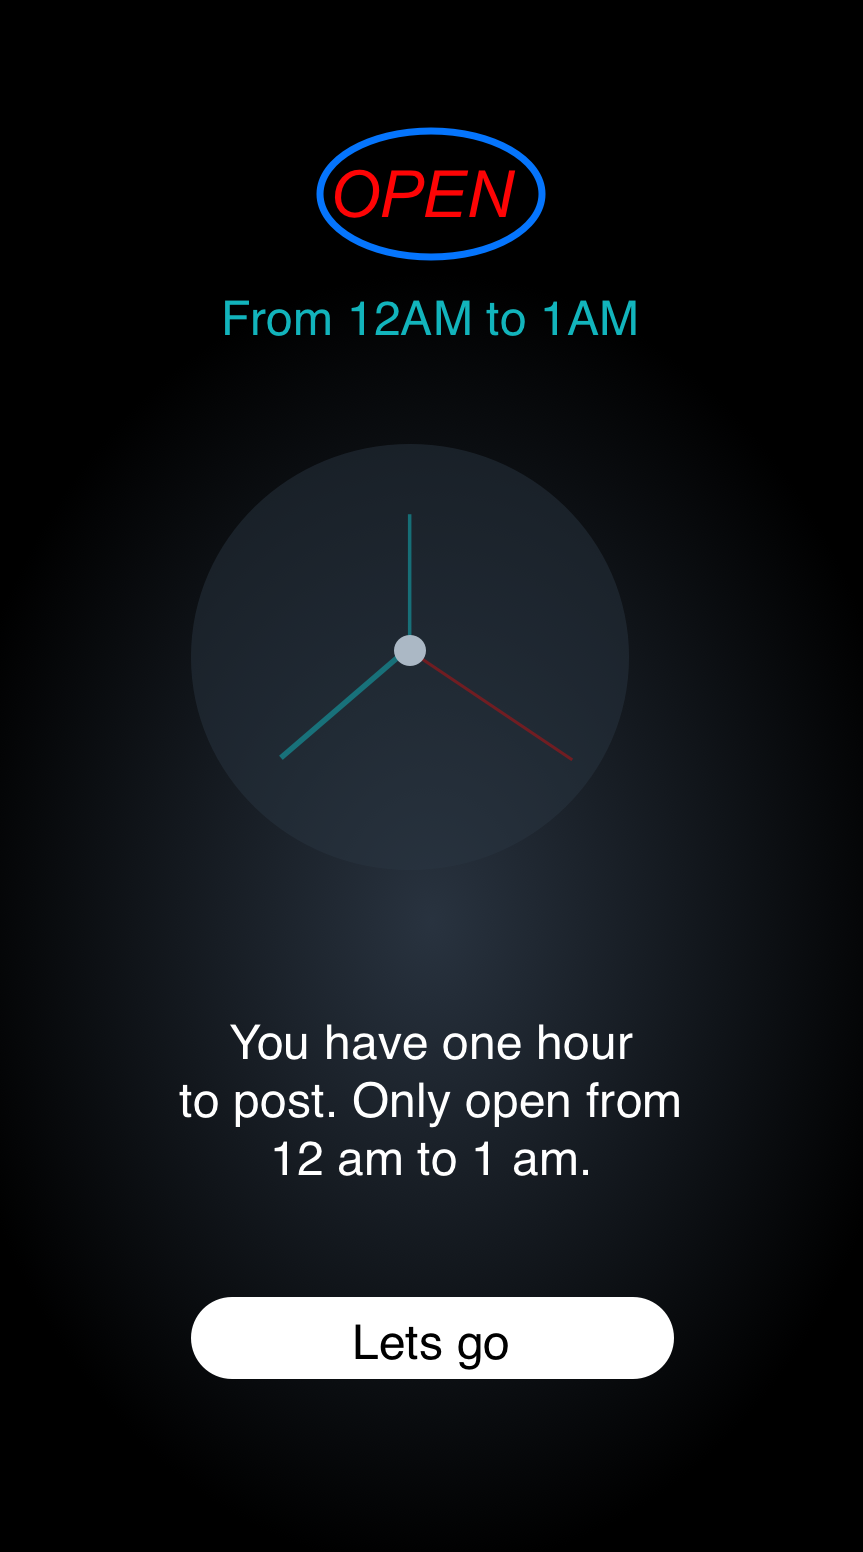 OPEN
From 12AM to 1AM
You have one hour
to post. Only open from
12 am to 1 am.
Lets go